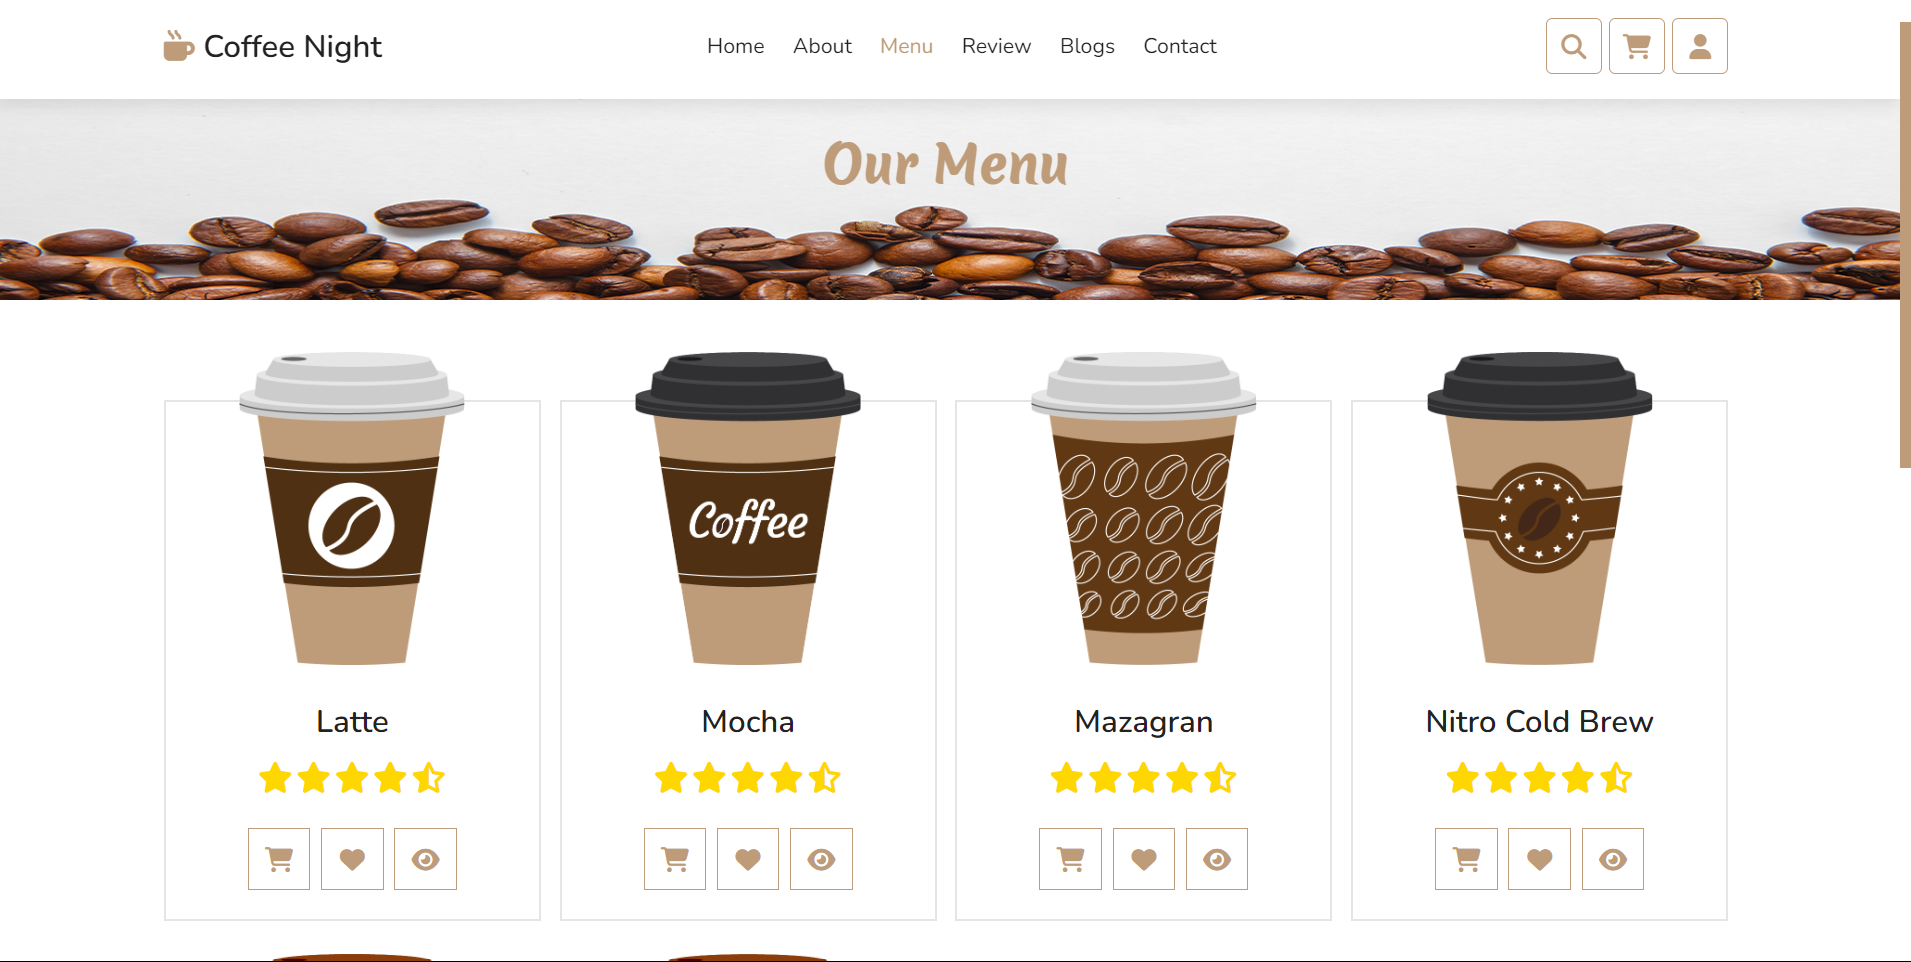 Coffee Night
Home About Menu Review Blogs Contact
Our Menu
Coffee
Latte Mocha Mazagran Nitro Cold Brew